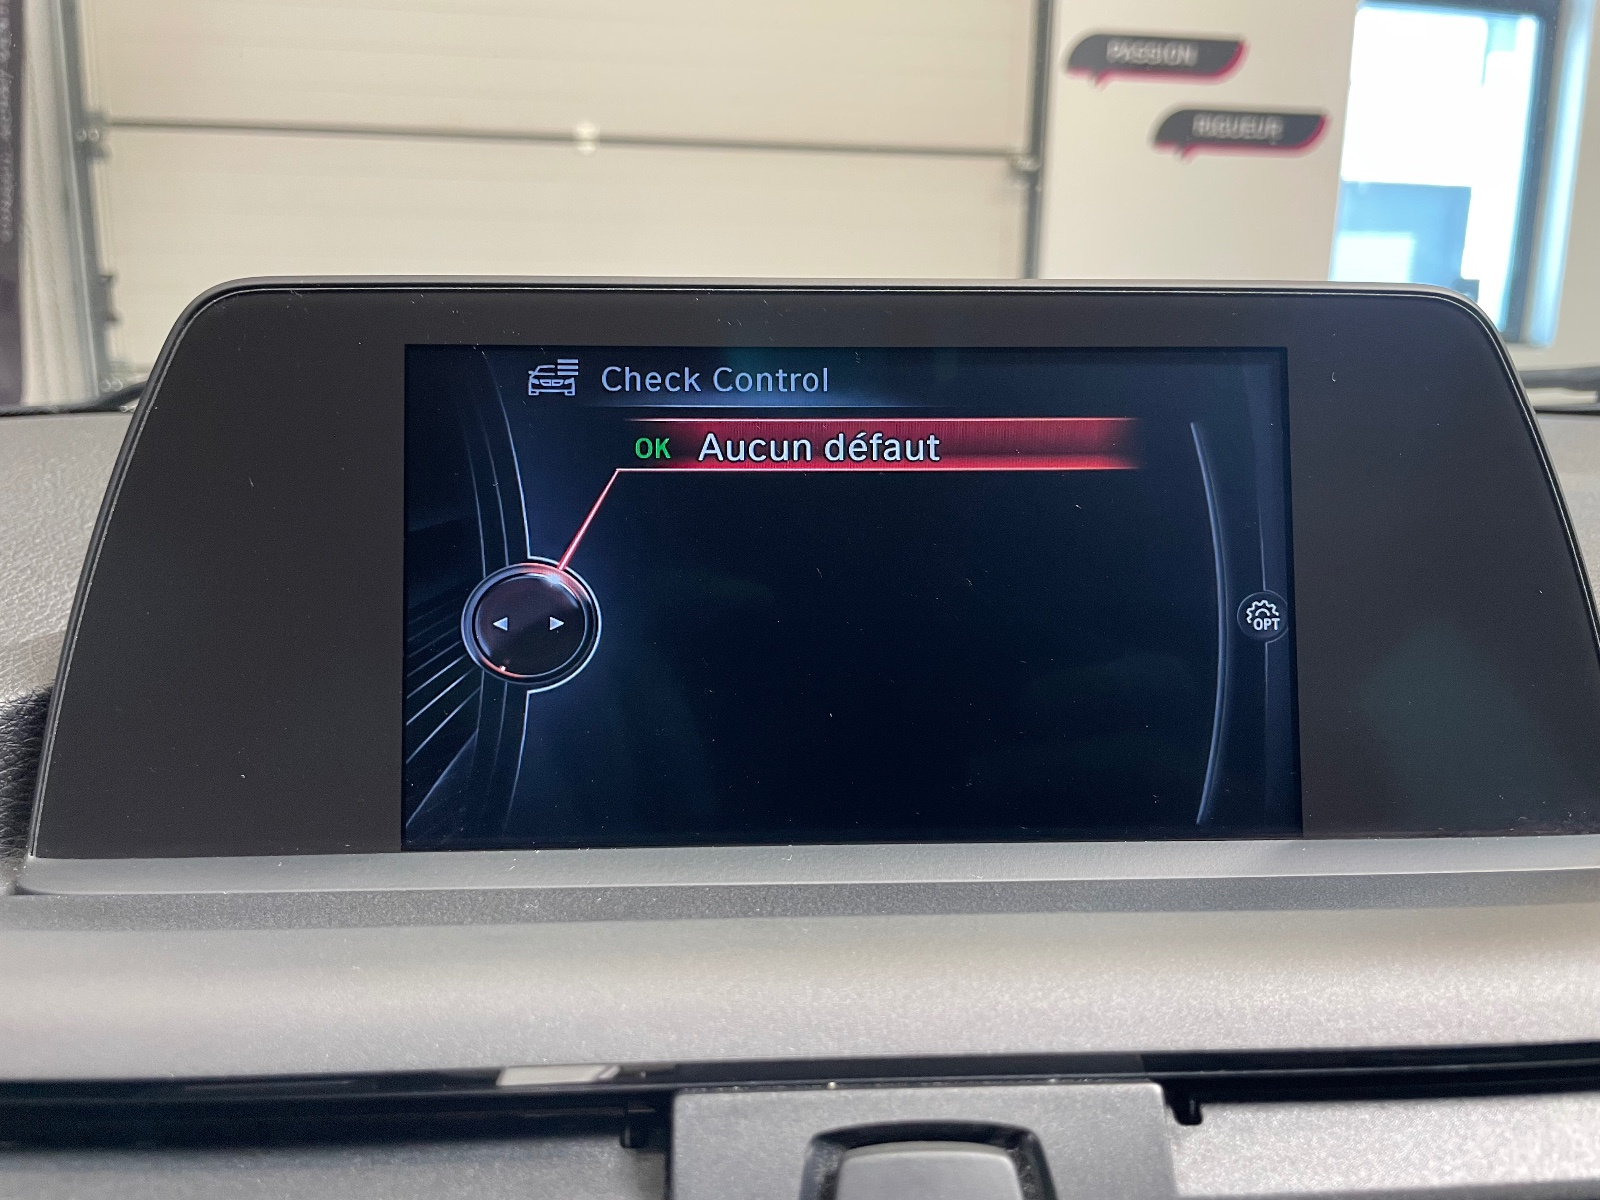 PASSION
RIGUEUR
Check Control
OK Aucun défaut
OPT